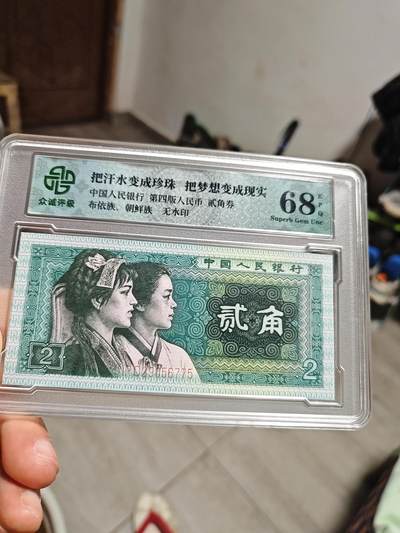 把汗水变成珍珠 把梦想变成现实
中国人民银行 第四版人民币 贰角券
布依族、朝鲜族 无水印
众诚评级
68 EPQ
Superb Gem Unc
中国人民银行
贰角
2
2